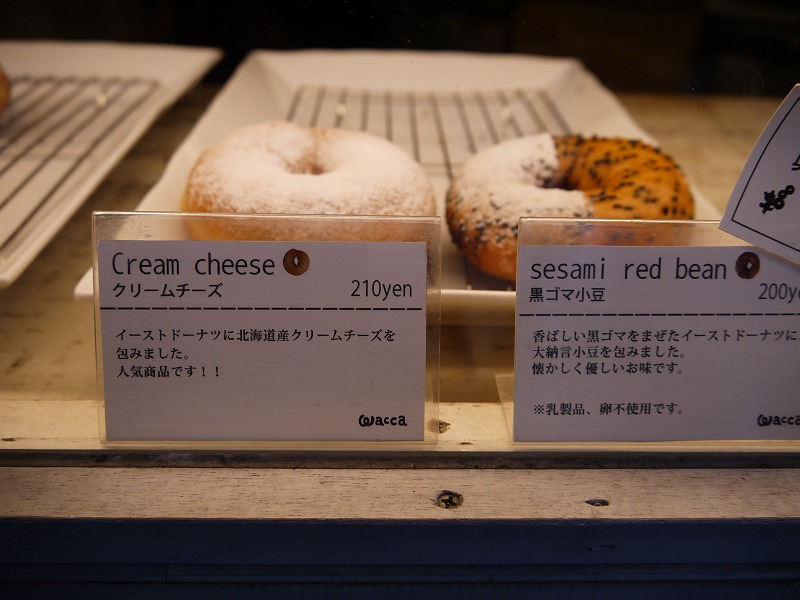 Cream cheese
クリームチーズ 210yen
イーストドーナツに北海道産クリームチーズを
包みました。
人気商品です！！
wacca
sesami red bean
黒ゴマ小豆 200y
香ばしい黒ゴマをまぜたイーストドーナツに
大納言小豆を包みました。
懐かしく優しいお味です。
※乳製品、卵不使用です。
wacca